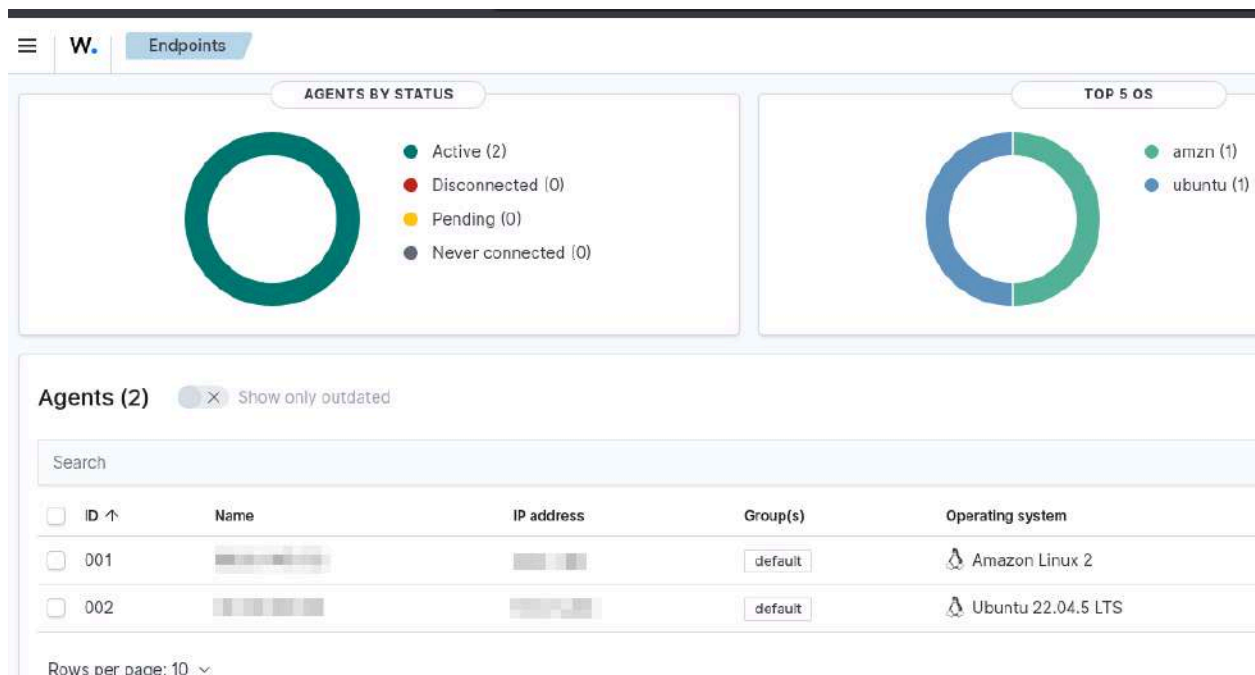 W. Endpoints
AGENTS BY STATUS
Active (2)
Disconnected (0)
Pending (0)
Never connected (0)
TOP 5 OS
amzn (1)
ubuntu (1)
Agents (2) Show only outdated
Search
ID Name IP address Group(s) Operating system
001 default Amazon Linux 2
002 default Ubuntu 22.04.5 LTS
Rows per page: 10